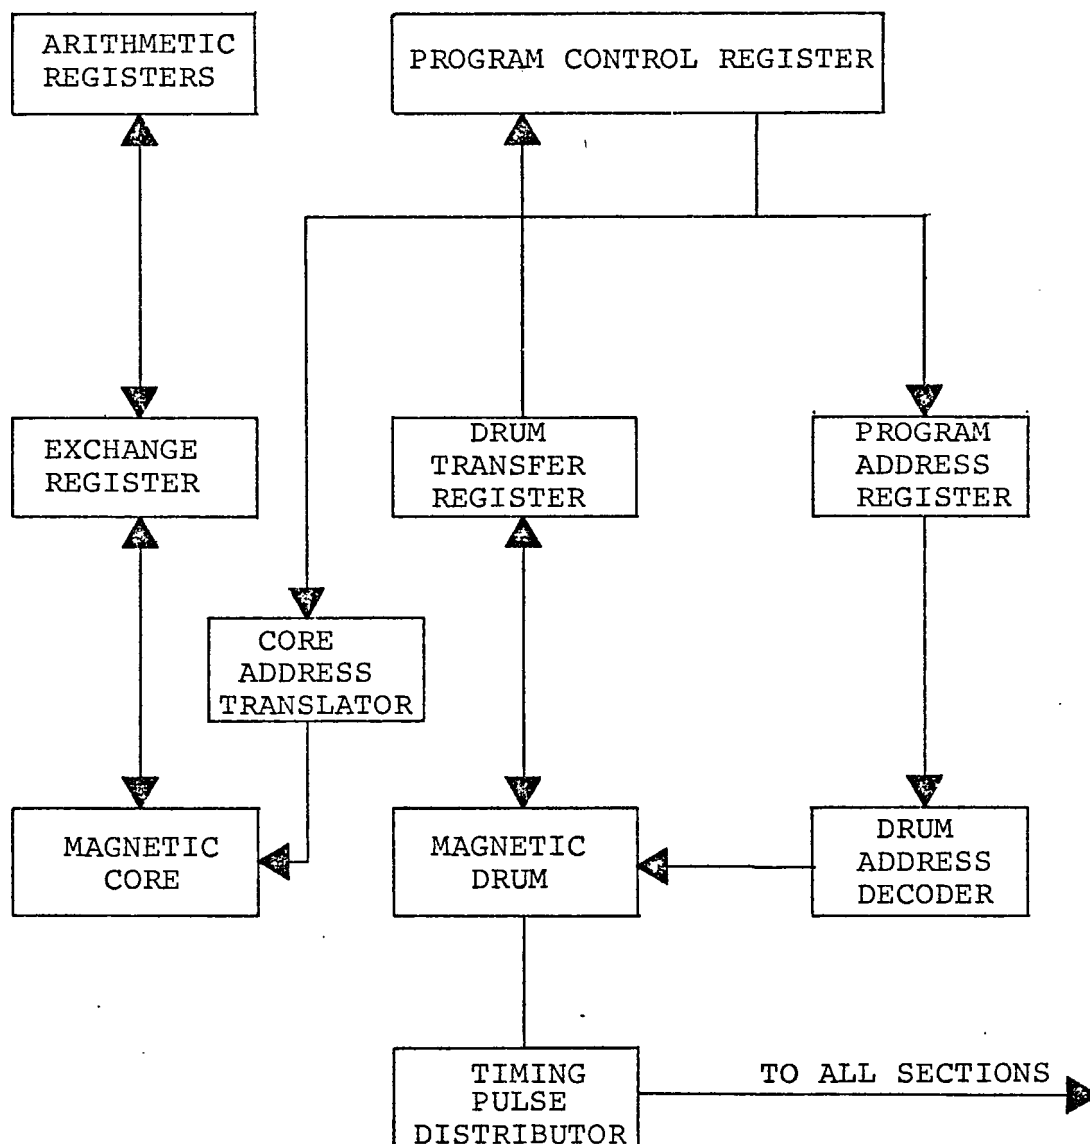 ARITHMETIC
REGISTERS
PROGRAM CONTROL REGISTER
EXCHANGE
REGISTER
DRUM
TRANSFER
REGISTER
PROGRAM
ADDRESS
REGISTER
CORE
ADDRESS
TRANSLATOR
MAGNETIC
CORE
MAGNETIC
DRUM
DRUM
ADDRESS
DECODER
TIMING
PULSE
DISTRIBUTOR
TO ALL SECTIONS